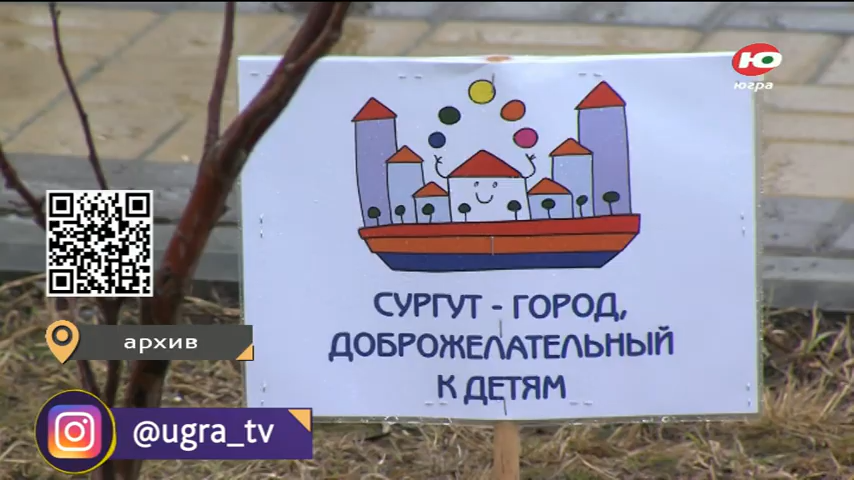 Ю
югра
СУРГУТ - ГОРОД,
ДОБРОЖЕЛАТЕЛЬНЫЙ
К ДЕТЯМ
архив
@ugra_tv